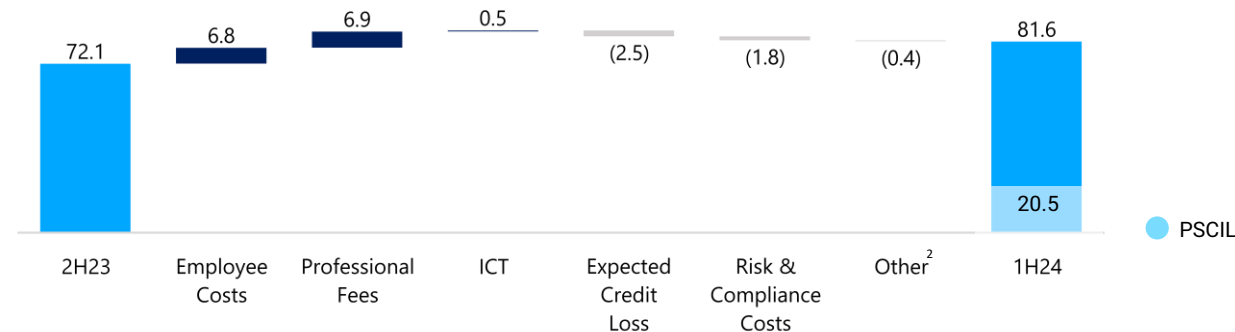 72.1
6.8
6.9
0.5
(2.5)
(1.8)
(0.4)
81.6
20.5
PSCIL
2H23
Employee
Costs
Professional
Fees
ICT
Expected
Credit
Loss
Risk &
Compliance
Costs
Other²
1H24